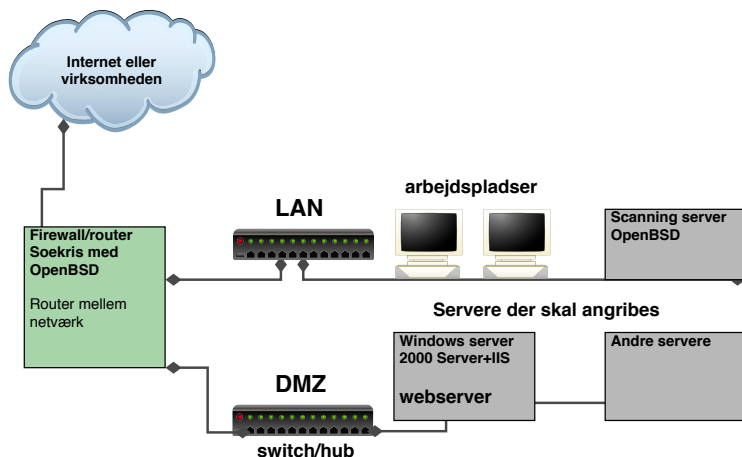 Internet eller
virksomheden
arbejdspladser
LAN
Firewall/router
Soekris med
OpenBSD
Router mellem
netværk
Scanning server
OpenBSD
Servere der skal angribes
Windows server
2000 Server+IIS
webserver
Andre servere
DMZ
switch/hub